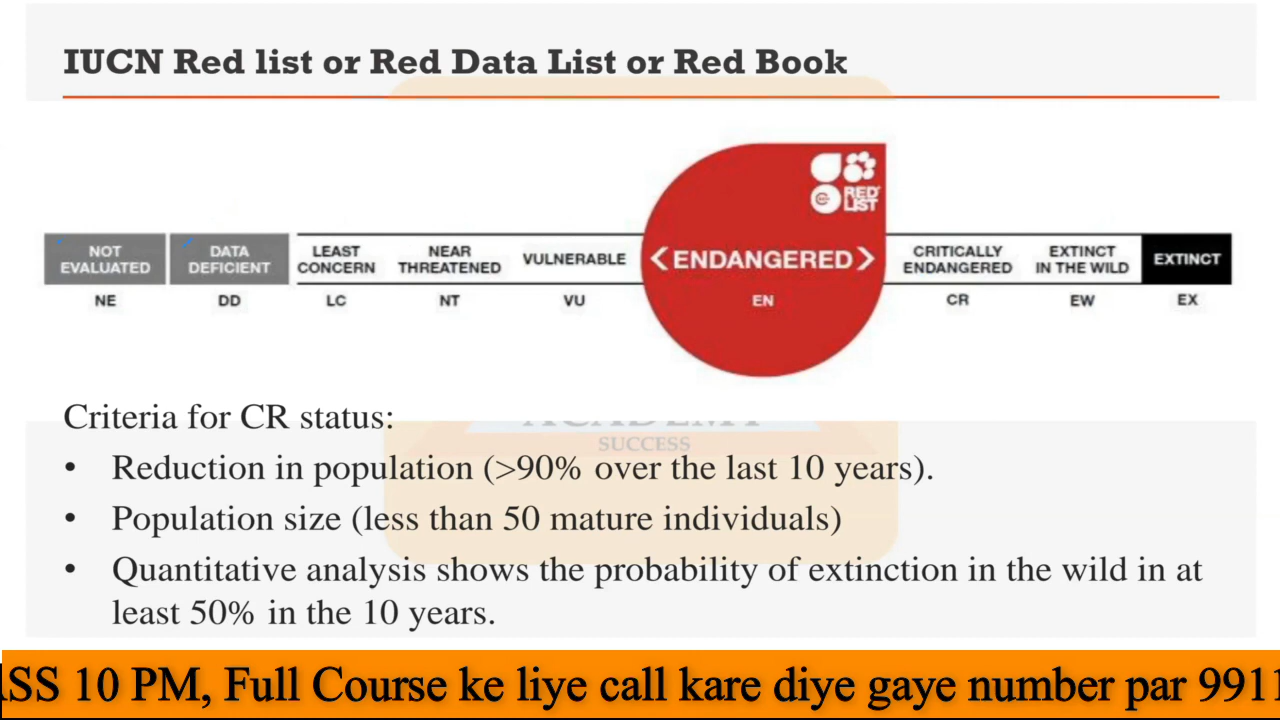 IUCN Red list or Red Data List or Red Book
RED
LIST
NOT
EVALUATED
DATA
DEFICIENT
LEAST
CONCERN
NEAR
THREATENED
VULNERABLE
<ENDANGERED>
CRITICALLY
ENDANGERED
EXTINCT
IN THE WILD
EXTINCT
NE DD LC NT VU EN CR EW EX
Criteria for CR status:
ACADEMY
SUCCESS
• Reduction in population (>90% over the last 10 years).
• Population size (less than 50 mature individuals)
• Quantitative analysis shows the probability of extinction in the wild in at
least 50% in the 10 years.
SS 10 PM, Full Course ke liye call kare diye gaye number par 991